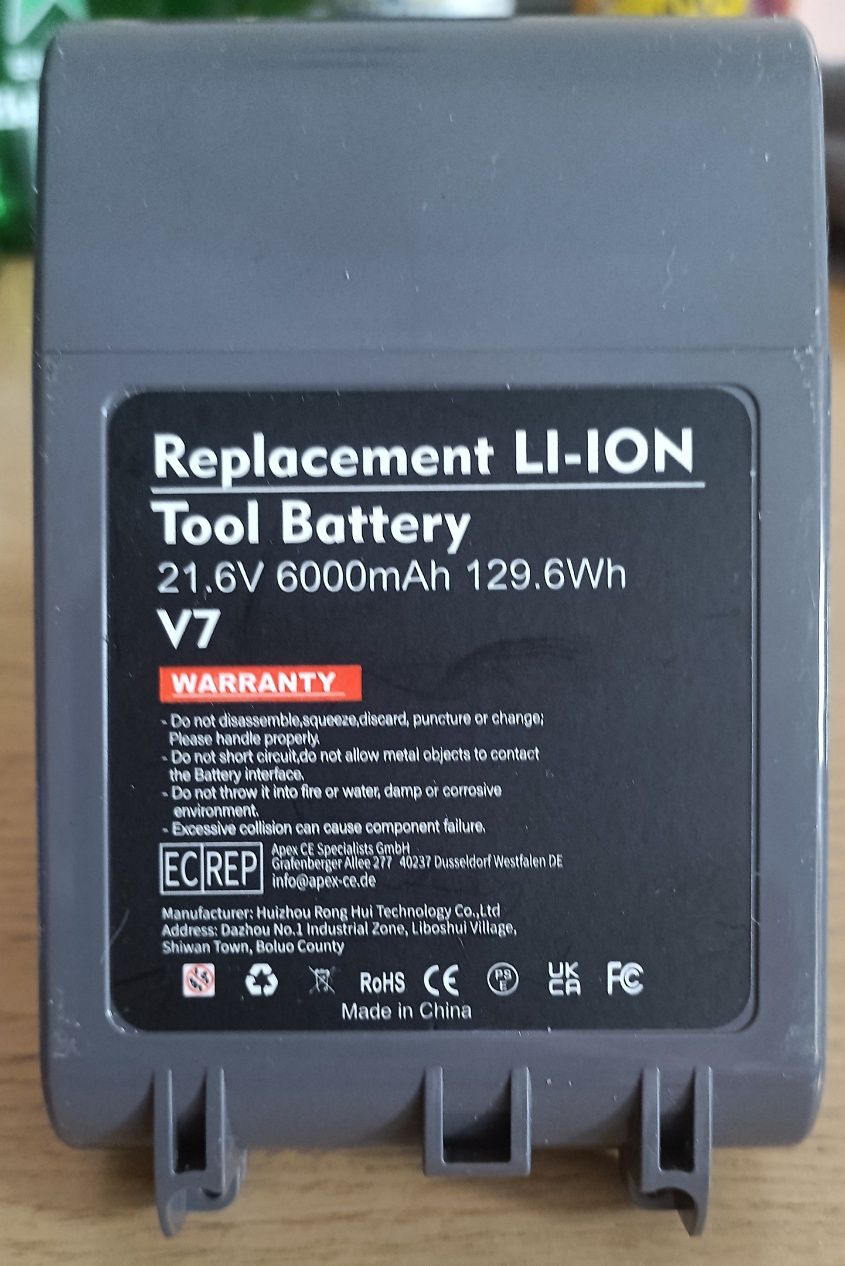 Replacement LI-ION
Tool Battery
21.6V 6000mAh 129.6Wh
V7
WARRANTY
- Do not disassemble,squeeze,discard, puncture or change;
Please handle properly.
- Do not short circuit,do not allow metal objects to contact
the Battery interface.
- Do not throw it into fire or water, damp or corrosive
environment.
- Excessive collision can cause component failure.
EC REP
Apex CE Specialists GmbH
Grafenberger Allee 277 40237 Dusseldorf Westfalen DE
info@apex-ce.de
Manufacturer: Huizhou Rong Hui Technology Co.,Ltd
Address: Dazhou No.1 Industrial Zone, Liboshui Village,
Shiwan Town, Boluo County
RoHS CE PSE UKCA FC
Made in China